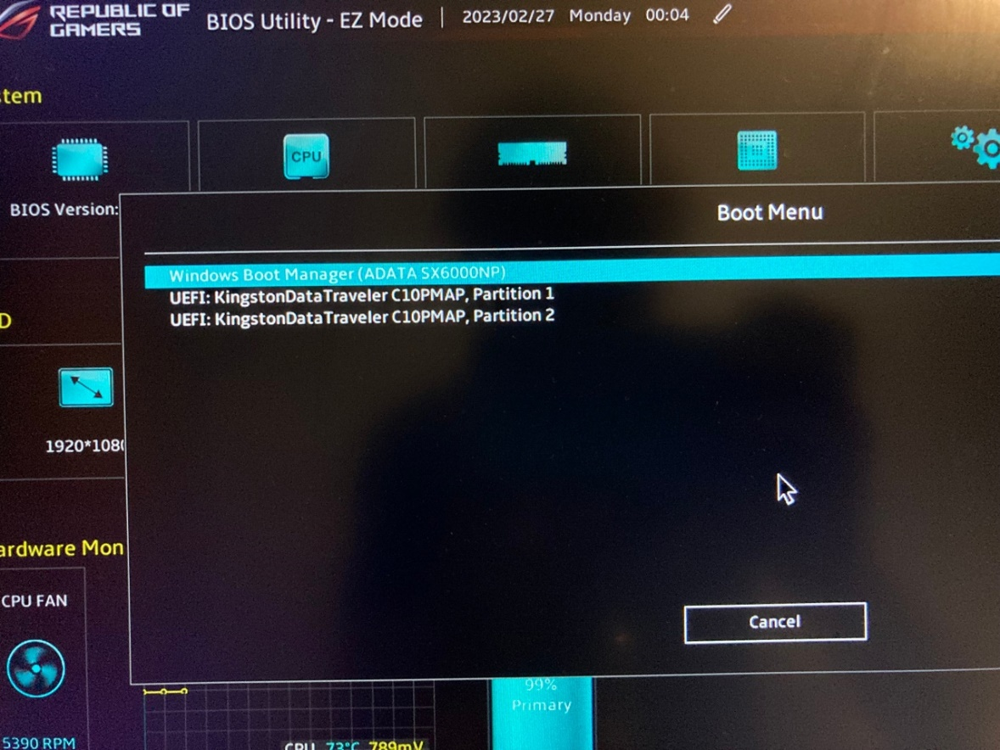 REPUBLIC OF
GAMERS
BIOS Utility - EZ Mode
2023/02/27 Monday 00:04
stem
CPU
BIOS Version:
Boot Menu
Windows Boot Manager (ADATA SX6000NP)
UEFI: KingstonDataTraveler C10PMAP, Partition 1
UEFI: KingstonDataTraveler C10PMAP, Partition 2
D
1920*1080
ardware Mon
CPU FAN
Cancel
99%
Primary
5390 RPM
CPU 73°C 789mV